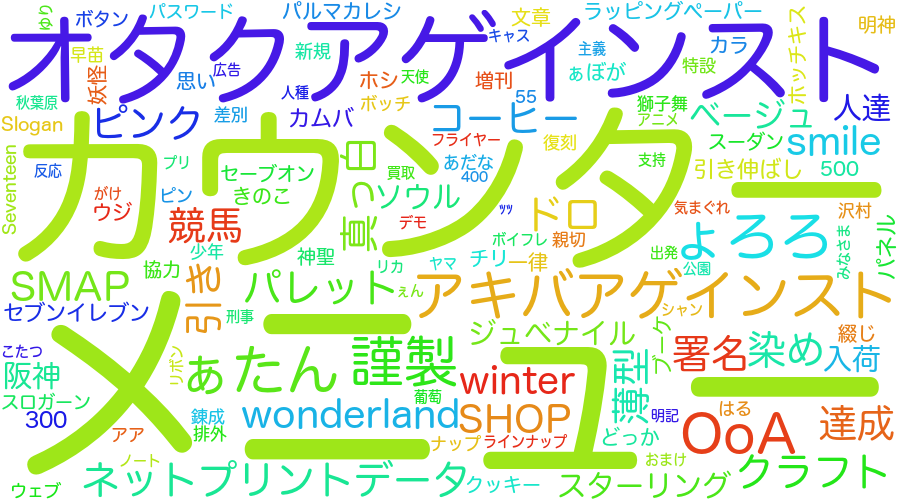 ゆり
ボタン
パスワード
パルマカレシ
キャス
文章
ラッピングペーパー
明神
オタクアゲインスト
早苗
妖怪
思い
広告
新規
ホシ
天使
増刊
主義
ぁぼが
カラ
特設
ホッチキス
秋葉原
人種
Slogan
ピンク
差別
カムバ
ボッチ
コーヒー
55
獅子舞
アニメ
ベージュ
人達
Seventeen
カウンター
フライヤー
復刻
スーダン
smile
反応
プリ
セーブオン
真っ白
買取
あだな
400
支持
引き伸ばし
500
がけ
ウジ
ピン
きのこ
ソウル
ドロ
競馬
デモ
ッッ
気まぐれ
沢村
少年
神聖
ボイフレ
親切
出発
ょろろ
みなさま
パネル
SMAP
協力
引き
リカ
ヤマ
チリ
一律
公園
パレット
ぇん
アキバアゲインスト
シャン
セブンイレブン
刑事
ジュベナイル
ブーケ
綴じ
メニュー
こたつ
阪神
リボン
ぁ
たん
謹製
薄型
署名
染め
入荷
winter
スロガーン
300
錬成
葡萄
wonderland
SHOP
明記
はる
OoA
達成
アア
排外
ナップ
ラインナップ
どっか
ノート
ネットプリントデータ
おまけ
ウェブ
クッキー
スターリング
クラフト